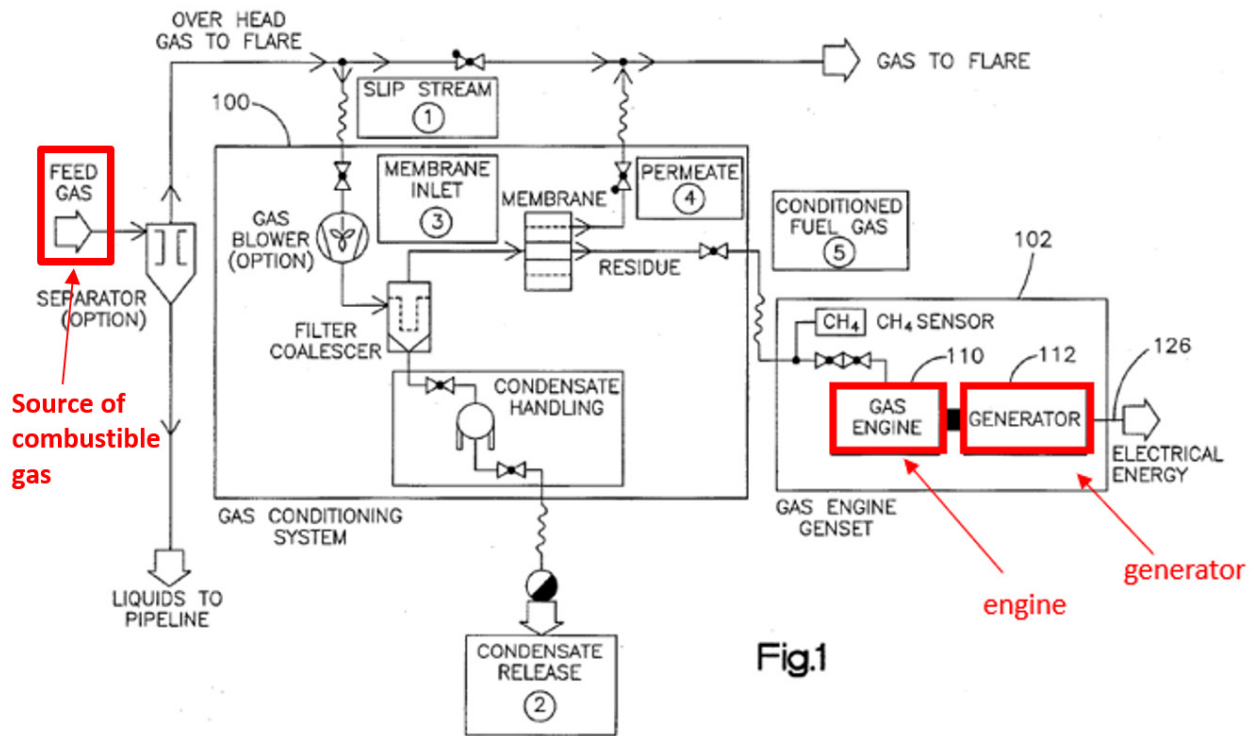 OVER HEAD
GAS TO FLARE
GAS TO FLARE
SLIP STREAM
1
100
FEED
GAS
SEPARATOR
(OPTION)
Source of
combustible
gas
LIQUIDS TO
PIPELINE
MEMBRANE
INLET
3
MEMBRANE
PERMEATE
4
GAS
BLOWER
(OPTION)
RESIDUE
CONDITIONED
FUEL GAS
5
102
FILTER
COALESCER
CONDENSATE
HANDLING
GAS CONDITIONING
SYSTEM
CH4
CH4 SENSOR
110
112
126
GAS
ENGINE
GENERATOR
ELECTRICAL
ENERGY
GAS ENGINE
GENSET
engine
generator
CONDENSATE
RELEASE
2
Fig.1